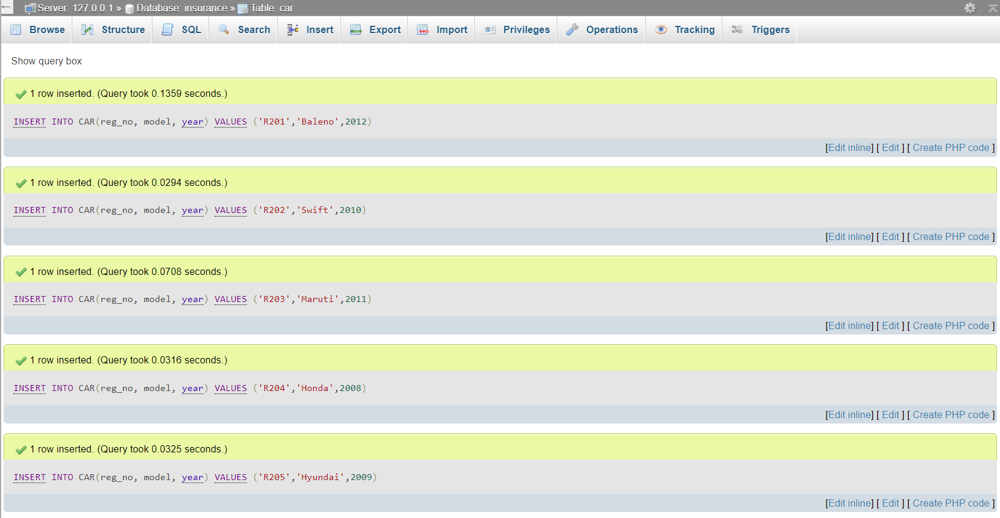 Server: 127.0.0.1 » Database: insurance » Table: car
Browse Structure SQL Search Insert Export Import Privileges Operations Tracking Triggers
Show query box
1 row inserted. (Query took 0.1359 seconds.)
INSERT INTO CAR(reg_no, model, year) VALUES ('R201','Baleno',2012)
[Edit inline] [ Edit ] [ Create PHP code ]
1 row inserted. (Query took 0.0294 seconds.)
INSERT INTO CAR(reg_no, model, year) VALUES ('R202','Swift',2010)
[Edit inline] [ Edit ] [ Create PHP code ]
1 row inserted. (Query took 0.0708 seconds.)
INSERT INTO CAR(reg_no, model, year) VALUES ('R203','Maruti',2011)
[Edit inline] [ Edit ] [ Create PHP code ]
1 row inserted. (Query took 0.0316 seconds.)
INSERT INTO CAR(reg_no, model, year) VALUES ('R204','Honda',2008)
[Edit inline] [ Edit ] [ Create PHP code ]
1 row inserted. (Query took 0.0325 seconds.)
INSERT INTO CAR(reg_no, model, year) VALUES ('R205','Hyundai',2009)
[Edit inline] [ Edit ] [ Create PHP code ]